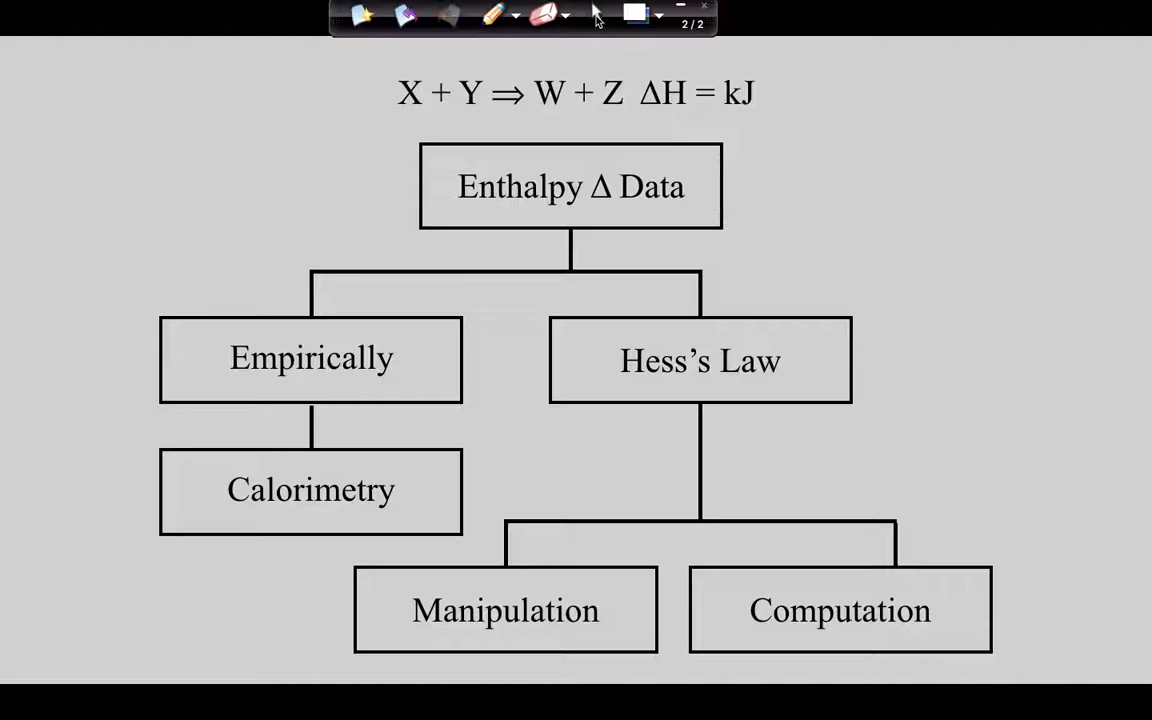 2 / 2
X + Y ⇒ W + Z ΔH = kJ
Enthalpy Δ Data
Empirically
Hess’s Law
Calorimetry
Manipulation
Computation